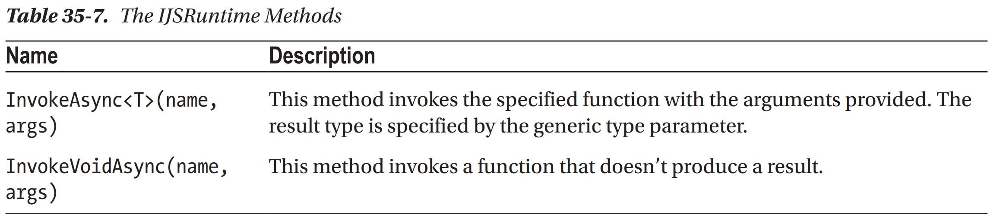 Table 35-7. The IJSRuntime Methods
Name Description
InvokeAsync<T>(name, This method invokes the specified function with the arguments provided. The
args) result type is specified by the generic type parameter.
InvokeVoidAsync(name, This method invokes a function that doesn’t produce a result.
args)